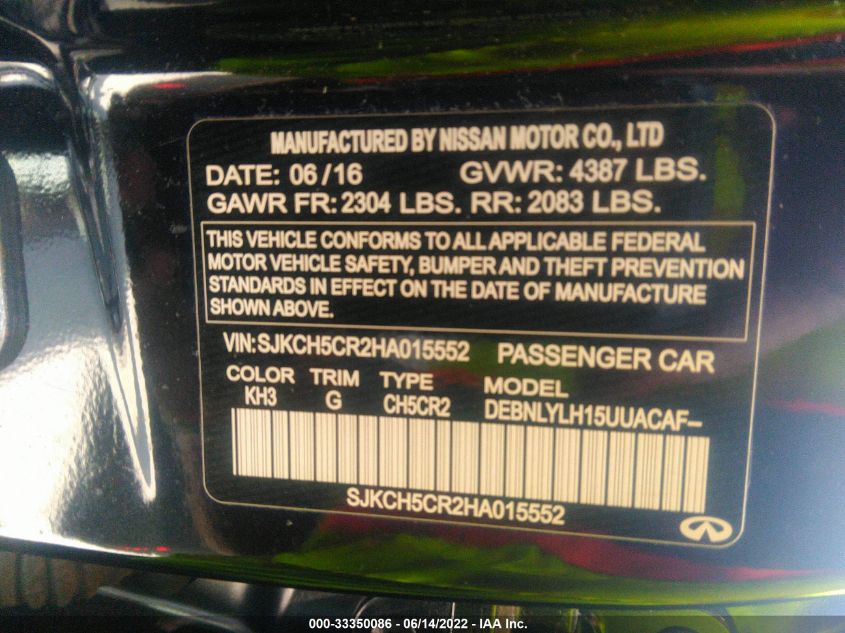 MANUFACTURED BY NISSAN MOTOR CO., LTD
DATE: 06/16 GVWR: 4387 LBS.
GAWR FR: 2304 LBS. RR: 2083 LBS.
THIS VEHICLE CONFORMS TO ALL APPLICABLE FEDERAL
MOTOR VEHICLE SAFETY, BUMPER AND THEFT PREVENTION
STANDARDS IN EFFECT ON THE DATE OF MANUFACTURE
SHOWN ABOVE.
VIN: SJKCH5CR2HA015552 PASSENGER CAR
COLOR TRIM TYPE MODEL
KH3 G CH5CR2 DEBNLYLH15UUACAF-
SJKCH5CR2HA015552
000-33350086 - 06/14/2022 - IAA Inc.